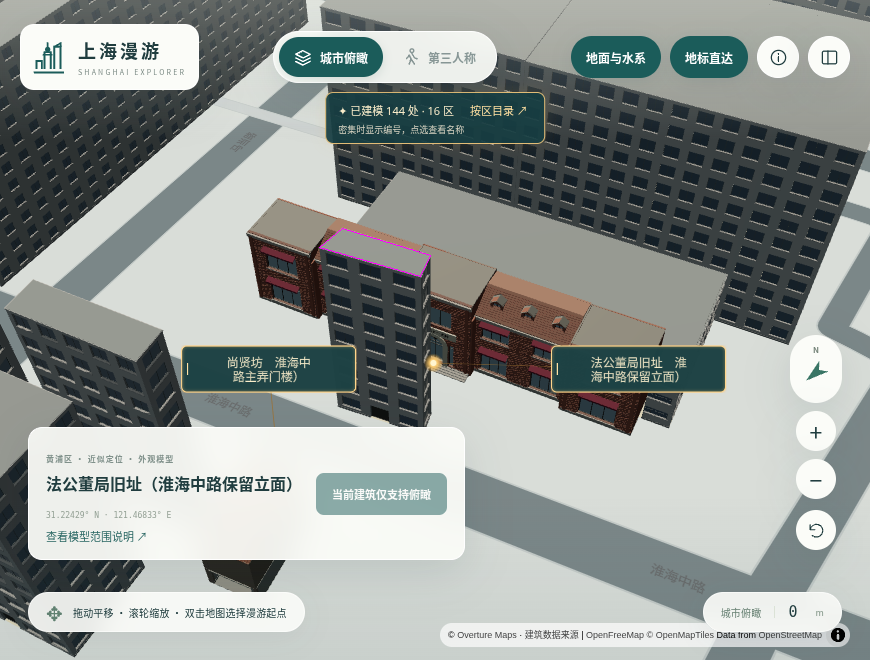 上海漫游
SHANGHAI EXPLORER
城市俯瞰
第三人称
地面与水系
地标直达
✦ 已建模 144 处 · 16 区 按区目录 ↗
密集时显示编号，点选查看名称
尚贤坊 淮海中
路主弄门楼）
法公董局旧址 淮
海中路保留立面）
淮海中路
N
+
−
黄浦区 · 近似定位 · 外观模型
法公董局旧址（淮海中路保留立面）
31.22429° N · 121.46833° E
查看模型范围说明 ↗
当前建筑仅支持俯瞰
淮海中路
拖动平移 · 滚轮缩放 · 双击地图选择漫游起点
城市俯瞰 0 m
© Overture Maps · 建筑数据来源 | OpenFreeMap © OpenMapTiles Data from OpenStreetMap